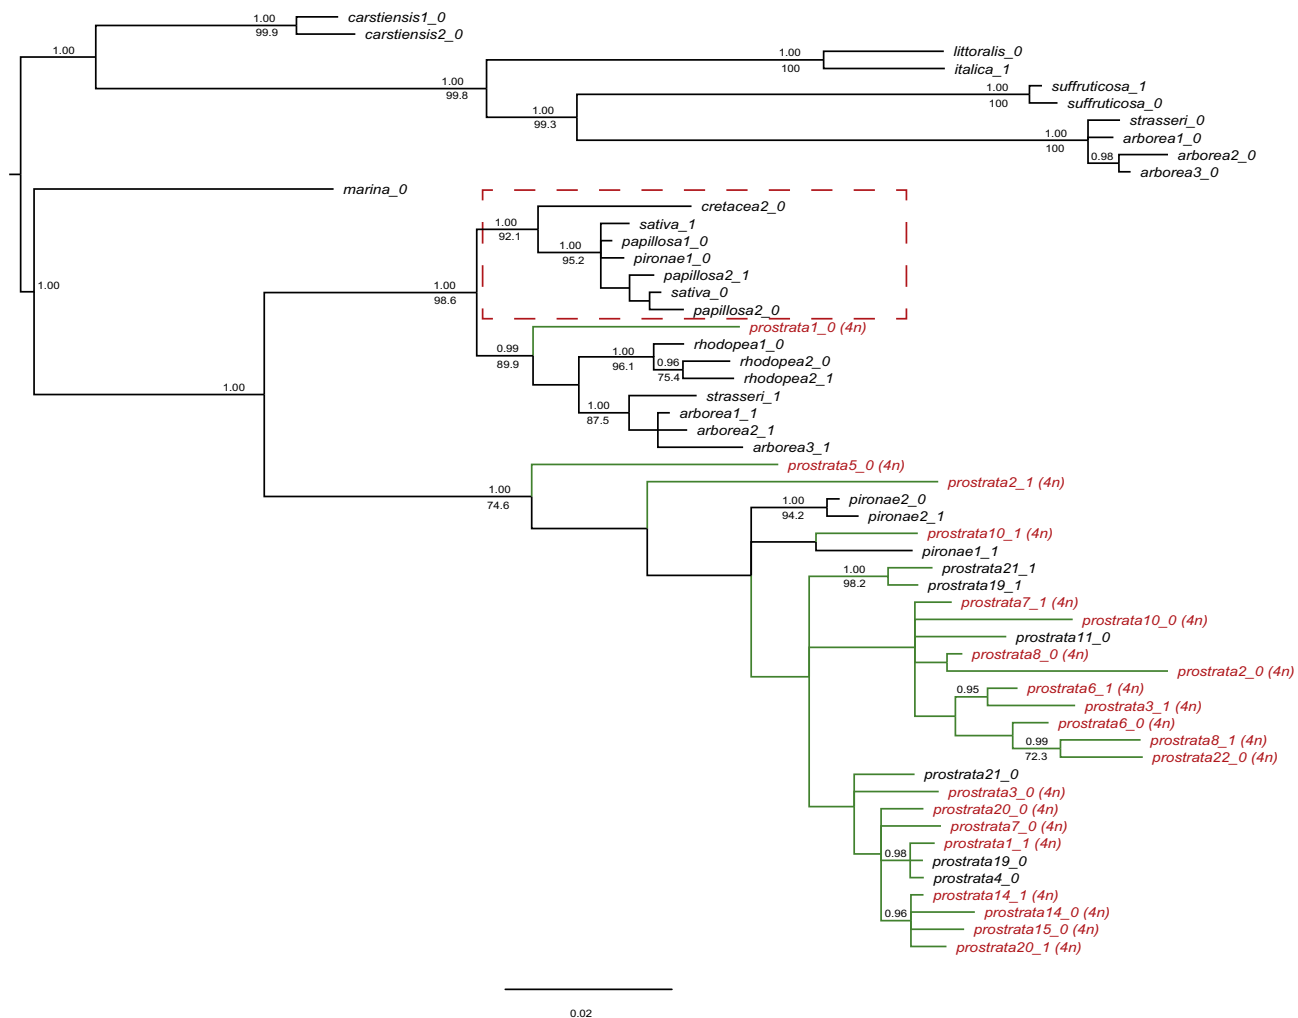 1.00
99.9
carstiensis1_0
carstiensis2_0
1.00
1.00
99.8
1.00
100
littoralis_0
italica_1
1.00
99.3
1.00
100
suffruticosa_1
suffruticosa_0
1.00
100
strasseri_0
arborea1_0
0.98
arborea2_0
arborea3_0
marina_0
1.00
1.00
98.6
1.00
92.1
cretacea2_0
1.00
95.2
sativa_1
papillosa1_0
pironae1_0
papillosa2_1
sativa_0
papillosa2_0
0.99
89.9
prostrata1_0 (4n)
1.00
96.1
rhodopea1_0
0.96
75.4
rhodopea2_0
rhodopea2_1
1.00
87.5
strasseri_1
arborea1_1
arborea2_1
arborea3_1
1.00
1.00
74.6
prostrata5_0 (4n)
prostrata2_1 (4n)
1.00
94.2
pironae2_0
pironae2_1
prostrata10_1 (4n)
pironae1_1
1.00
98.2
prostrata21_1
prostrata19_1
prostrata7_1 (4n)
prostrata10_0 (4n)
prostrata11_0
prostrata8_0 (4n)
prostrata2_0 (4n)
0.95
prostrata6_1 (4n)
prostrata3_1 (4n)
prostrata6_0 (4n)
0.99
72.3
prostrata8_1 (4n)
prostrata22_0 (4n)
prostrata21_0
prostrata3_0 (4n)
prostrata20_0 (4n)
prostrata7_0 (4n)
0.98
prostrata1_1 (4n)
prostrata19_0
prostrata4_0
0.96
prostrata14_1 (4n)
prostrata14_0 (4n)
prostrata15_0 (4n)
prostrata20_1 (4n)
0.02